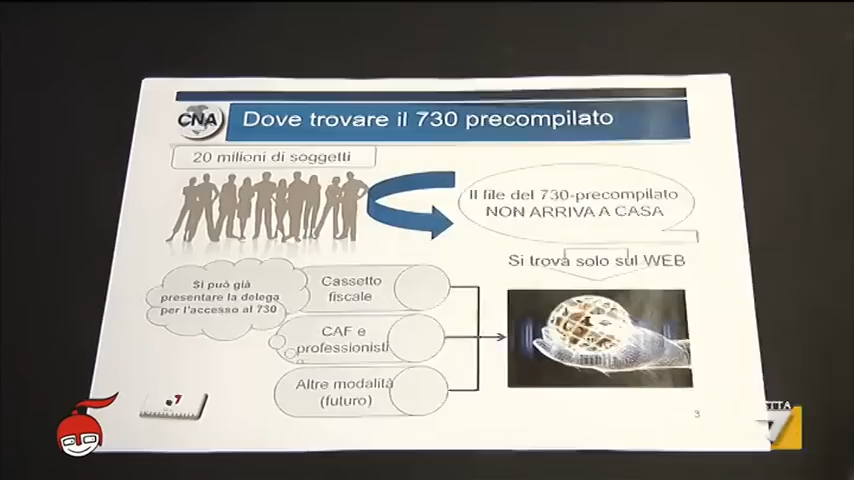 CNA
Dove trovare il 730 precompilato
20 milioni di soggetti
Il file del 730-precompilato
NON ARRIVA A CASA
Si trova solo sul WEB
Si può già
presentare la delega
per l'accesso al 730
Cassetto
fiscale
CAF e
professionisti
Altre modalità
(futuro)
3
7